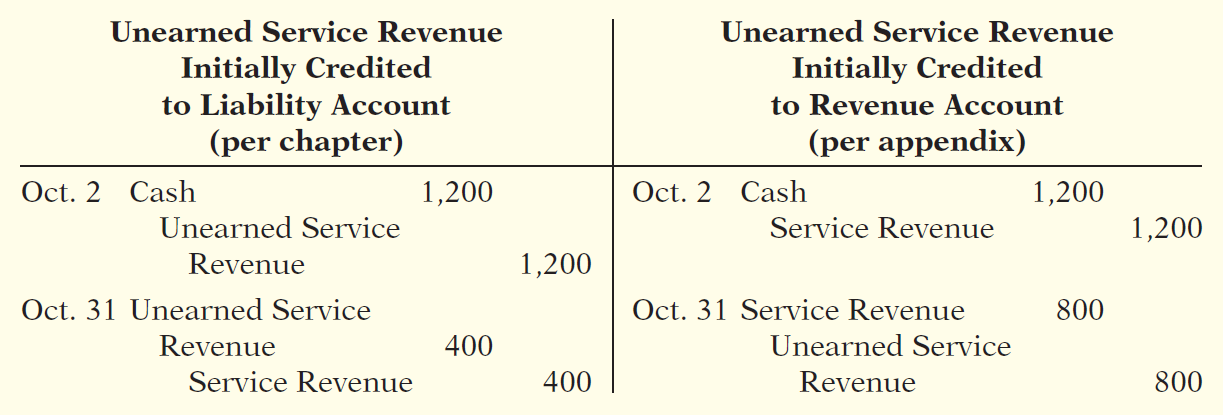 Unearned Service Revenue
Initially Credited
to Liability Account
(per chapter)
Oct. 2 Cash 1,200
Unearned Service
Revenue 1,200
Oct. 31 Unearned Service
Revenue 400
Service Revenue 400
Unearned Service Revenue
Initially Credited
to Revenue Account
(per appendix)
Oct. 2 Cash 1,200
Service Revenue 1,200
Oct. 31 Service Revenue 800
Unearned Service
Revenue 800